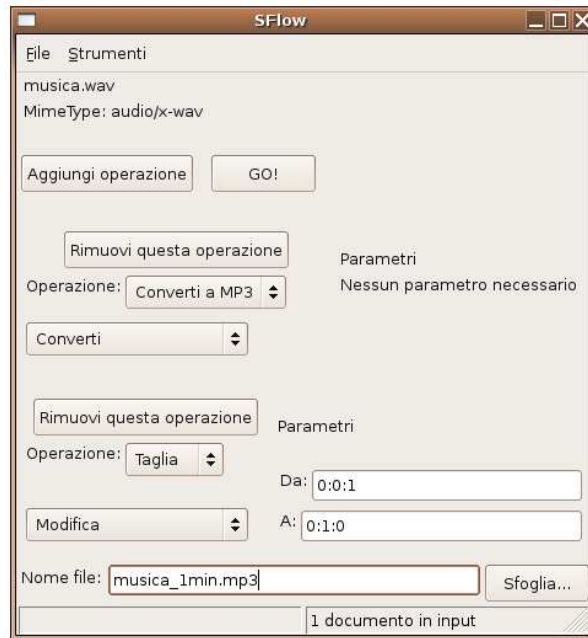 SFlow
File Strumenti
musica.wav
MimeType: audio/x-wav
Aggiungi operazione GO!
Rimuovi questa operazione
Parametri
Operazione: Converti a MP3 Nessun parametro necessario
Converti
Rimuovi questa operazione Parametri
Operazione: Taglia
Da: 0:0:1
Modifica A: 0:1:0
Nome file: musica_1min.mp3 Sfoglia...
1 documento in input